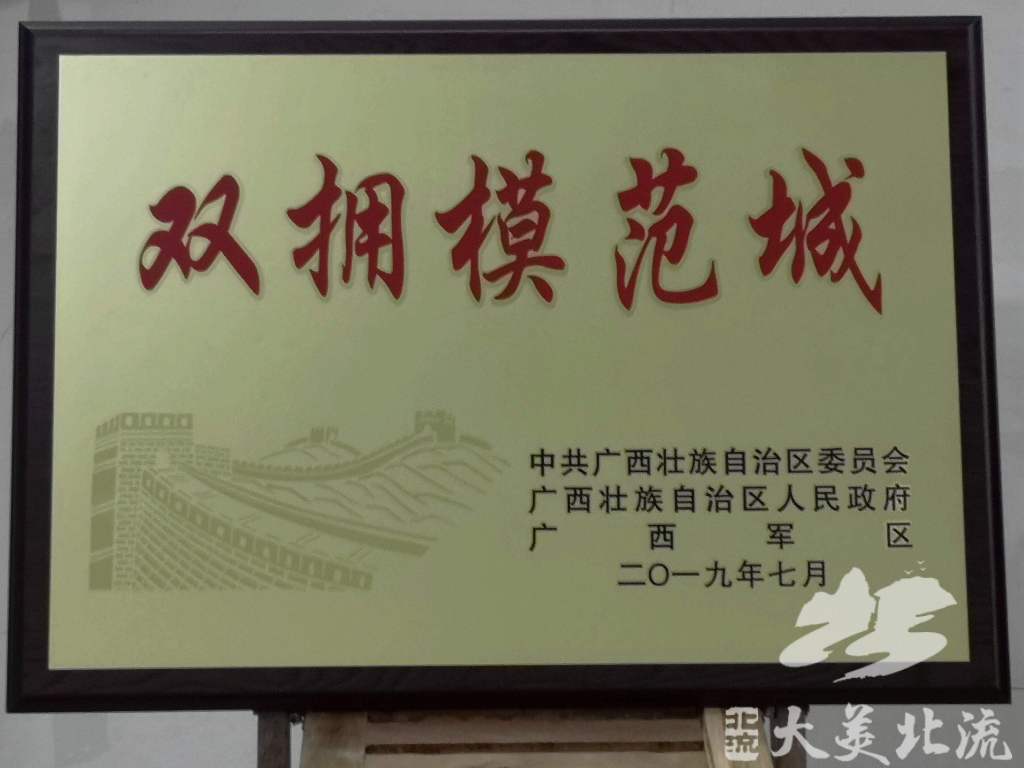 双拥模范城
中共广西壮族自治区委员会
广西壮族自治区人民政府
广西军区
二〇一九年七月
25
北流
大美北流